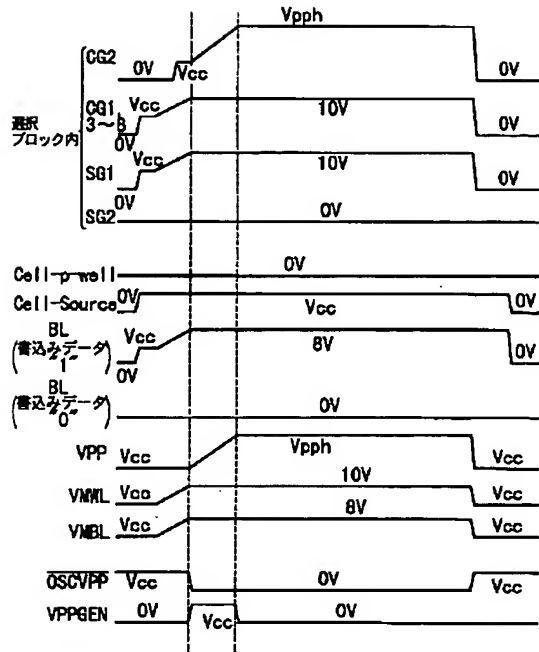 Vpph
CG2 0V Vcc 0V
選択
ブロック内
CG1 Vcc 10V
3〜8 0V 0V
Vcc
SG1 10V 0V
0V
SG2 0V
Cell-p-well 0V
Cell-Source 0V Vcc 0V
BL Vcc 8V
(書込みデータ) 0V 0V
"1"
BL
(書込みデータ) 0V
"0"
VPP Vcc Vpph Vcc
10V
VMWL Vcc Vcc
8V
VMBL Vcc Vcc
OSCVPP Vcc 0V Vcc
VPPGEN 0V Vcc 0V